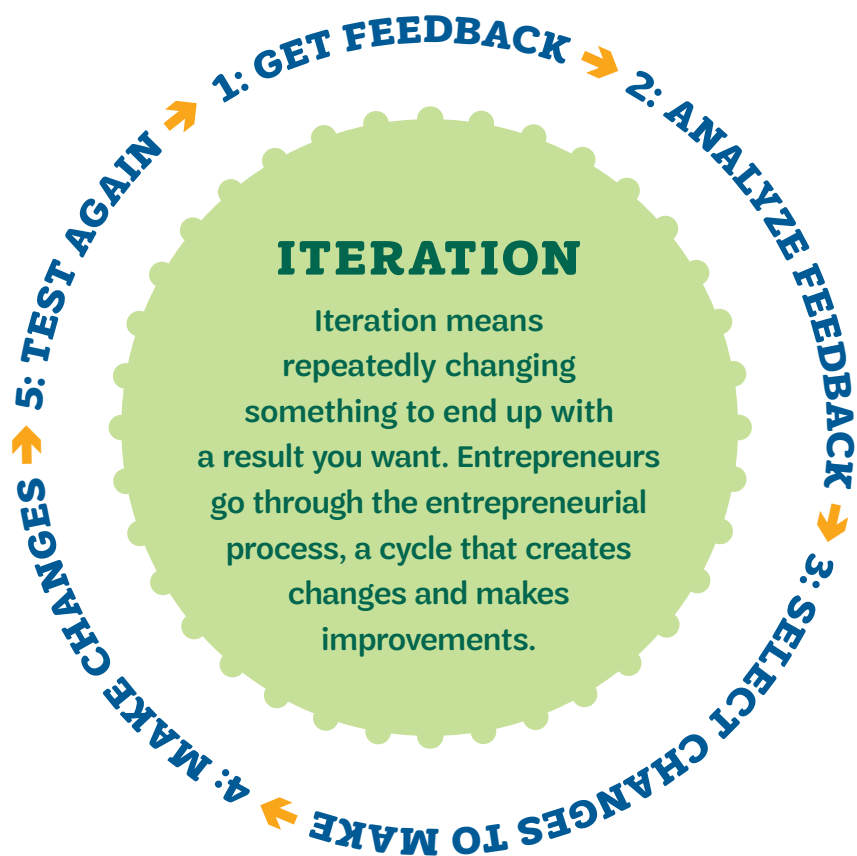 1: GET FEEDBACK
2: ANALYZE FEEDBACK
3: SELECT CHANGES TO MAKE
4: MAKE CHANGES
5: TEST AGAIN
ITERATION
Iteration means
repeatedly changing
something to end up with
a result you want. Entrepreneurs
go through the entrepreneurial
process, a cycle that creates
changes and makes
improvements.